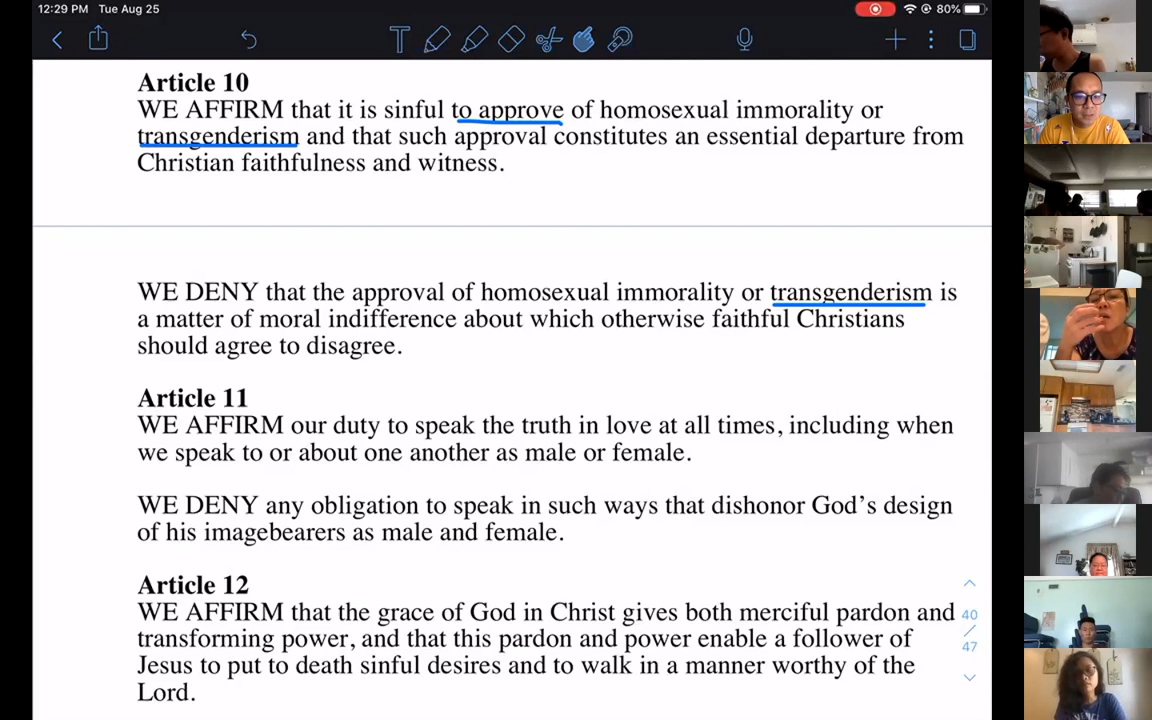 12:29 PM Tue Aug 25
80%
T
Article 10
WE AFFIRM that it is sinful to approve of homosexual immorality or
transgenderism and that such approval constitutes an essential departure from
Christian faithfulness and witness.
WE DENY that the approval of homosexual immorality or transgenderism is
a matter of moral indifference about which otherwise faithful Christians
should agree to disagree.
Article 11
WE AFFIRM our duty to speak the truth in love at all times, including when
we speak to or about one another as male or female.
WE DENY any obligation to speak in such ways that dishonor God’s design
of his imagebearers as male and female.
Article 12
WE AFFIRM that the grace of God in Christ gives both merciful pardon and
transforming power, and that this pardon and power enable a follower of
Jesus to put to death sinful desires and to walk in a manner worthy of the
Lord.
40
/
47